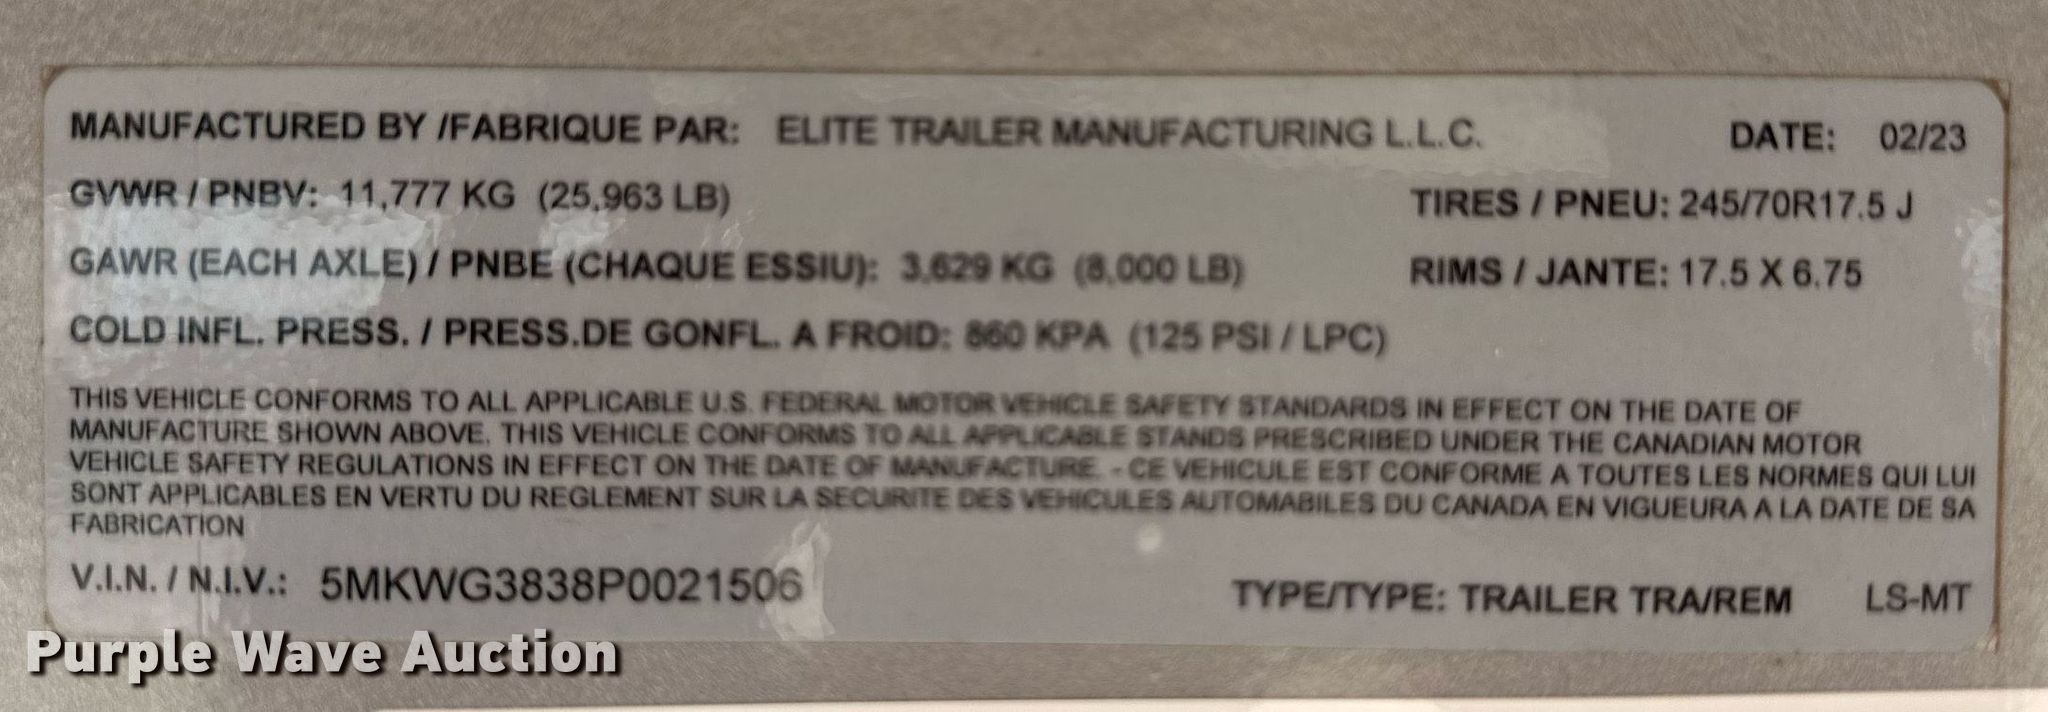 MANUFACTURED BY /FABRIQUE PAR: ELITE TRAILER MANUFACTURING L.L.C. DATE: 02/23
GVWR / PNBV: 11,777 KG (25,963 LB) TIRES / PNEU: 245/70R17.5 J
GAWR (EACH AXLE) / PNBE (CHAQUE ESSIU): 3,629 KG (8,000 LB) RIMS / JANTE: 17.5 X 6.75
COLD INFL. PRESS. / PRESS.DE GONFL. A FROID: 860 KPA (125 PSI / LPC)
THIS VEHICLE CONFORMS TO ALL APPLICABLE U.S. FEDERAL MOTOR VEHICLE SAFETY STANDARDS IN EFFECT ON THE DATE OF
MANUFACTURE SHOWN ABOVE. THIS VEHICLE CONFORMS TO ALL APPLICABLE STANDS PRESCRIBED UNDER THE CANADIAN MOTOR
VEHICLE SAFETY REGULATIONS IN EFFECT ON THE DATE OF MANUFACTURE. - CE VEHICULE EST CONFORME A TOUTES LES NORMES QUI LUI
SONT APPLICABLES EN VERTU DU REGLEMENT SUR LA SECURITE DES VEHICULES AUTOMABILES DU CANADA EN VIGUEURA A LA DATE DE SA
FABRICATION
V.I.N. / N.I.V.: 5MKWG3838P0021506 TYPE/TYPE: TRAILER TRA/REM LS-MT
Purple Wave Auction